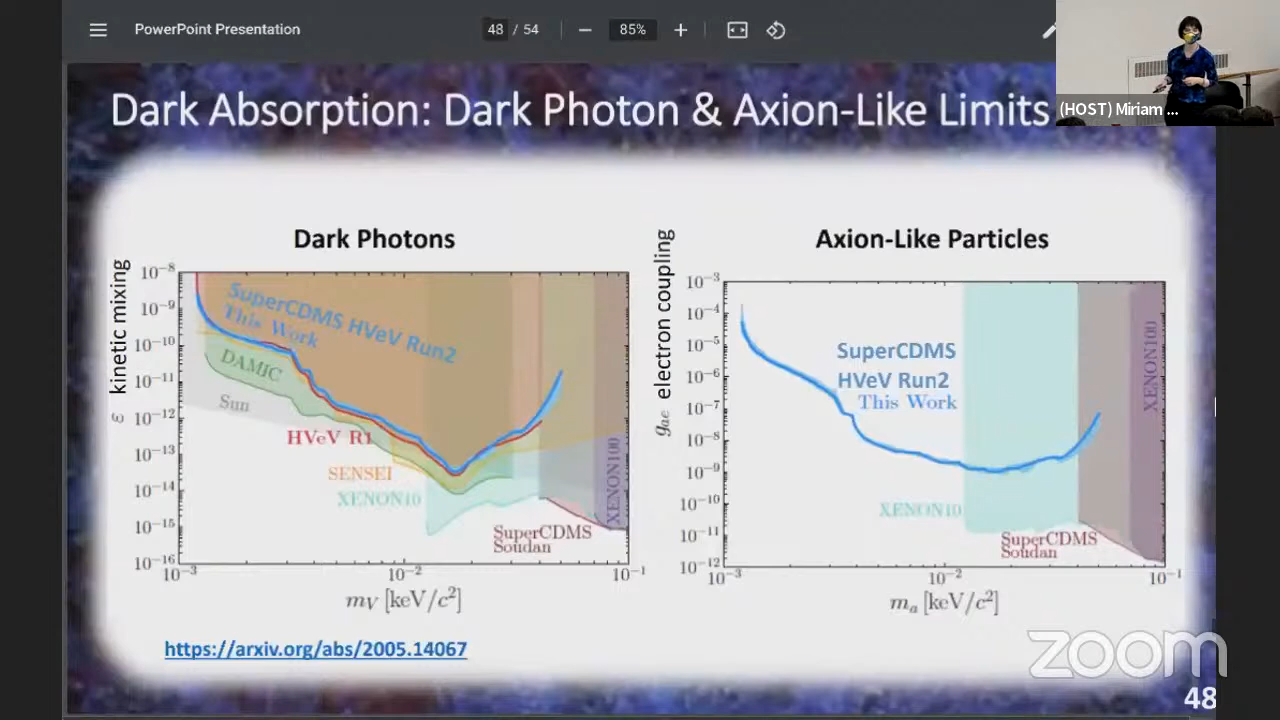 PowerPoint Presentation
48 / 54
85%
(HOST) Miriam ...
Dark Absorption: Dark Photon & Axion-Like Limits
Dark Photons
ε kinetic mixing
10⁻⁸
10⁻⁹
10⁻¹⁰
10⁻¹¹
10⁻¹²
10⁻¹³
10⁻¹⁴
10⁻¹⁵
10⁻¹⁶
SuperCDMS HVeV Run2
This Work
DAMIC
Sun
HVeV R1
SENSEI
XENON10
XENON100
SuperCDMS
Soudan
10⁻³
10⁻²
10⁻¹
m_V [keV/c²]
Axion-Like Particles
g_ae electron coupling
10⁻³
10⁻⁴
10⁻⁵
10⁻⁶
10⁻⁷
10⁻⁸
10⁻⁹
10⁻¹⁰
10⁻¹¹
10⁻¹²
SuperCDMS
HVeV Run2
This Work
XENON10
XENON100
SuperCDMS
Soudan
10⁻³
10⁻²
10⁻¹
m_a [keV/c²]
https://arxiv.org/abs/2005.14067
zoom
48